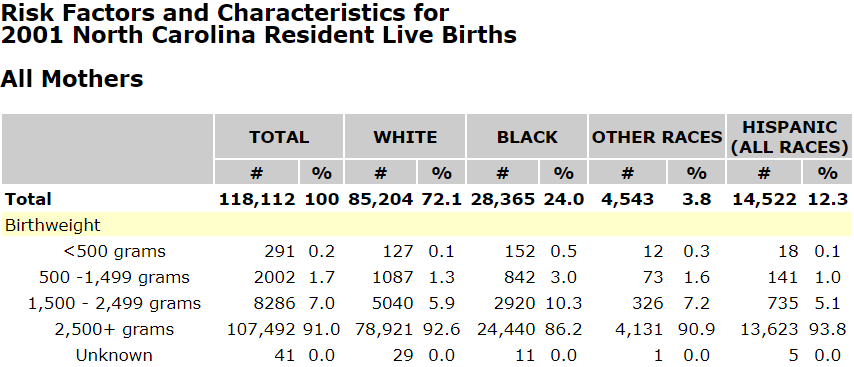 Risk Factors and Characteristics for
2001 North Carolina Resident Live Births
All Mothers
TOTAL WHITE BLACK OTHER RACES HISPANIC
(ALL RACES)
# % # % # % # % # %
Total 118,112 100 85,204 72.1 28,365 24.0 4,543 3.8 14,522 12.3
Birthweight
<500 grams 291 0.2 127 0.1 152 0.5 12 0.3 18 0.1
500 -1,499 grams 2002 1.7 1087 1.3 842 3.0 73 1.6 141 1.0
1,500 - 2,499 grams 8286 7.0 5040 5.9 2920 10.3 326 7.2 735 5.1
2,500+ grams 107,492 91.0 78,921 92.6 24,440 86.2 4,131 90.9 13,623 93.8
Unknown 41 0.0 29 0.0 11 0.0 1 0.0 5 0.0